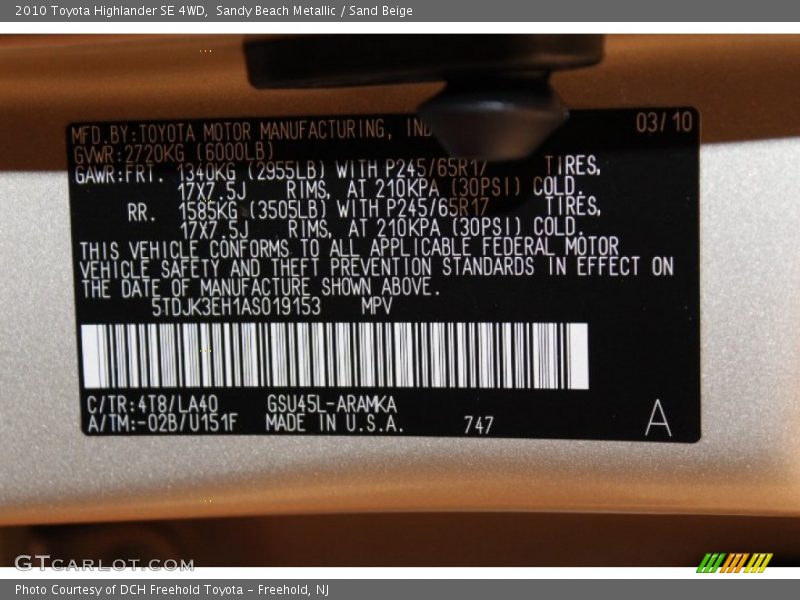 2010 Toyota Highlander SE 4WD, Sandy Beach Metallic / Sand Beige
MFD.BY:TOYOTA MOTOR MANUFACTURING, IND 03/10
GVWR:2720KG (6000LB)
GAWR:FRT. 1340KG (2955LB) WITH P245/65R17 TIRES,
17X7.5J RIMS, AT 210KPA (30PSI) COLD.
RR. 1585KG (3505LB) WITH P245/65R17 TIRES,
17X7.5J RIMS, AT 210KPA (30PSI) COLD.
THIS VEHICLE CONFORMS TO ALL APPLICABLE FEDERAL MOTOR
VEHICLE SAFETY AND THEFT PREVENTION STANDARDS IN EFFECT ON
THE DATE OF MANUFACTURE SHOWN ABOVE.
5TDJK3EH1AS019153 MPV
C/TR:4T8/LA40 GSU45L-ARAMKA
A/TM:-02B/U151F MADE IN U.S.A. 747 A
GTCARLOT.COM
Photo Courtesy of DCH Freehold Toyota - Freehold, NJ